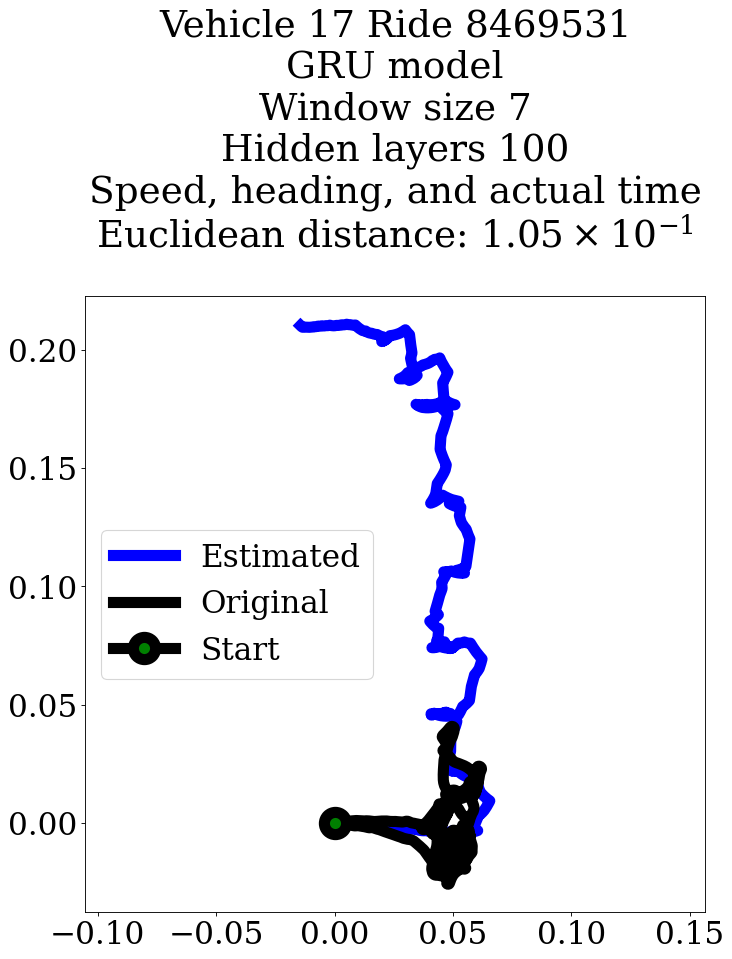 Vehicle 17 Ride 8469531
GRU model
Window size 7
Hidden layers 100
Speed, heading, and actual time
Euclidean distance: 1.05 × 10⁻¹
0.20
0.15
0.10
0.05
0.00
Estimated
Original
Start
−0.10 −0.05 0.00 0.05 0.10 0.15